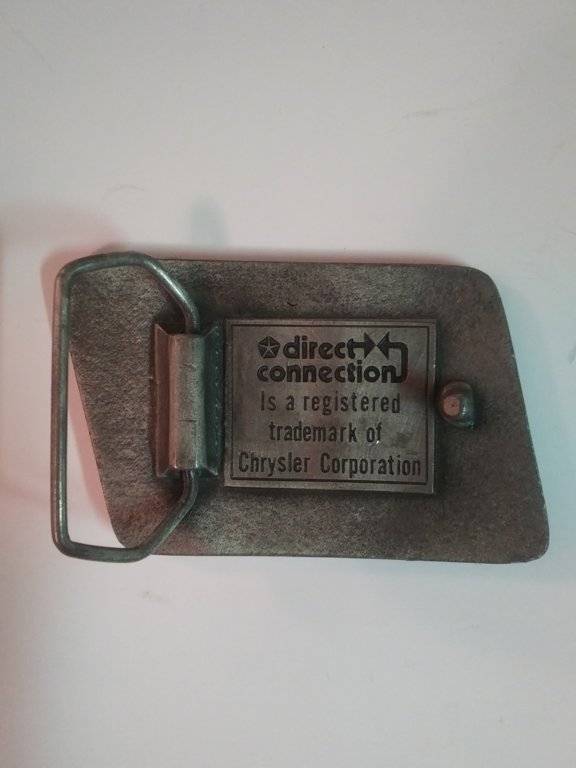 direct
connection
Is a registered
trademark of
Chrysler Corporation